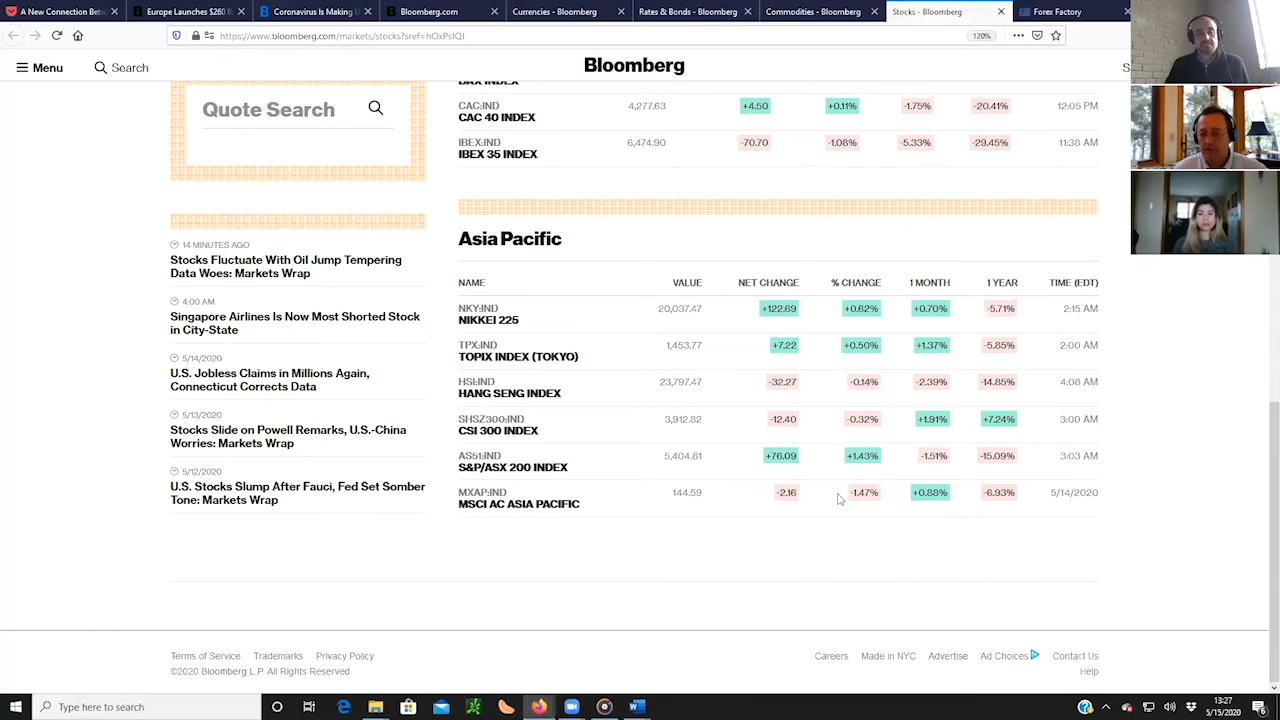 A New Connection Betwe
Europe Launches $260 B
Coronavirus Is Making U
Bloomberg.com
Currencies - Bloomberg
Rates & Bonds - Bloomberg
Commodities - Bloomberg
Stocks - Bloomberg
Forex Factory
https://www.bloomberg.com/markets/stocks?sref=hOxPsIQI
120%
Menu
Search
Bloomberg
S
Quote Search
DAX INDEX
CAC:IND 4,277.63 +4.50 +0.11% -1.75% -20.41% 12:05 PM
CAC 40 INDEX
IBEX:IND 6,474.90 -70.70 -1.08% -5.33% -29.45% 11:38 AM
IBEX 35 INDEX
14 MINUTES AGO
Stocks Fluctuate With Oil Jump Tempering
Data Woes: Markets Wrap
4:00 AM
Singapore Airlines Is Now Most Shorted Stock
in City-State
5/14/2020
U.S. Jobless Claims in Millions Again,
Connecticut Corrects Data
5/13/2020
Stocks Slide on Powell Remarks, U.S.-China
Worries: Markets Wrap
5/12/2020
U.S. Stocks Slump After Fauci, Fed Set Somber
Tone: Markets Wrap
Asia Pacific
NAME VALUE NET CHANGE % CHANGE 1 MONTH 1 YEAR TIME (EDT)
NKY:IND 20,037.47 +122.69 +0.62% +0.70% -5.71% 2:15 AM
NIKKEI 225
TPX:IND 1,453.77 +7.22 +0.50% +1.37% -5.85% 2:00 AM
TOPIX INDEX (TOKYO)
HSI:IND 23,797.47 -32.27 -0.14% -2.39% -14.85% 4:08 AM
HANG SENG INDEX
SHSZ300:IND 3,912.82 -12.40 -0.32% +1.91% +7.24% 3:00 AM
CSI 300 INDEX
AS51:IND 5,404.81 +76.09 +1.43% -1.51% -15.09% 3:03 AM
S&P/ASX 200 INDEX
MXAP:IND 144.59 -2.16 -1.47% +0.88% -6.93% 5/14/2020
MSCI AC ASIA PACIFIC
Terms of Service Trademarks Privacy Policy
©2020 Bloomberg L.P. All Rights Reserved
Careers Made in NYC Advertise Ad Choices Contact Us
Help
Type here to search
13:27
5/15/2020